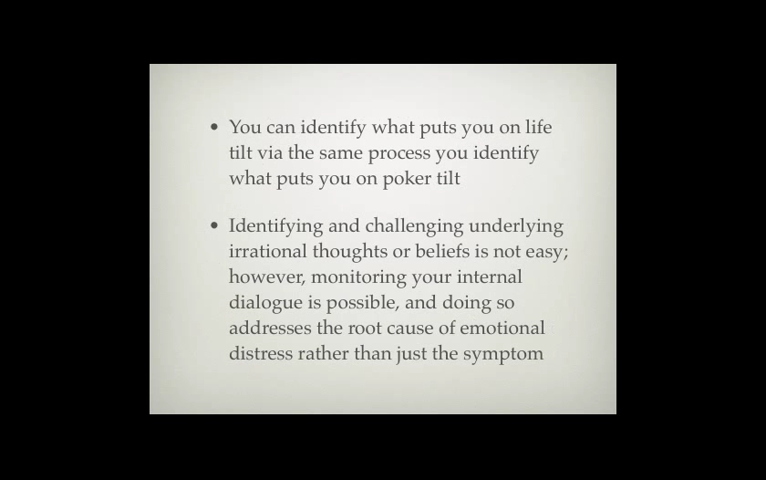 • You can identify what puts you on life
tilt via the same process you identify
what puts you on poker tilt
• Identifying and challenging underlying
irrational thoughts or beliefs is not easy;
however, monitoring your internal
dialogue is possible, and doing so
addresses the root cause of emotional
distress rather than just the symptom